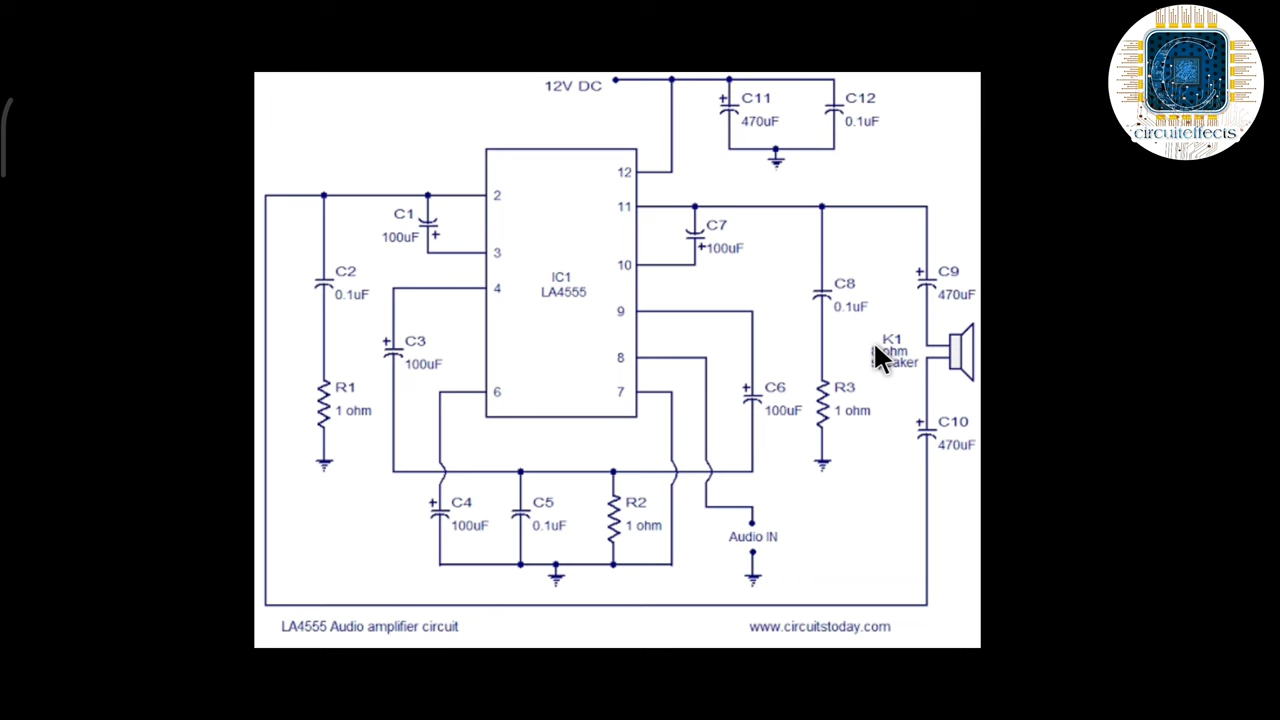 circuiteffects
12V DC
C11
470uF
C12
0.1uF
12
11
10
9
8
7
2
3
4
6
IC1
LA4555
C1
100uF
+
C2
0.1uF
R1
1 ohm
+
C3
100uF
+
C4
100uF
C5
0.1uF
R2
1 ohm
+
C6
100uF
C7
+100uF
C8
0.1uF
R3
1 ohm
+
C9
470uF
K1
ohm
+
C10
470uF
+
Audio IN
LA4555 Audio amplifier circuit
www.circuitstoday.com